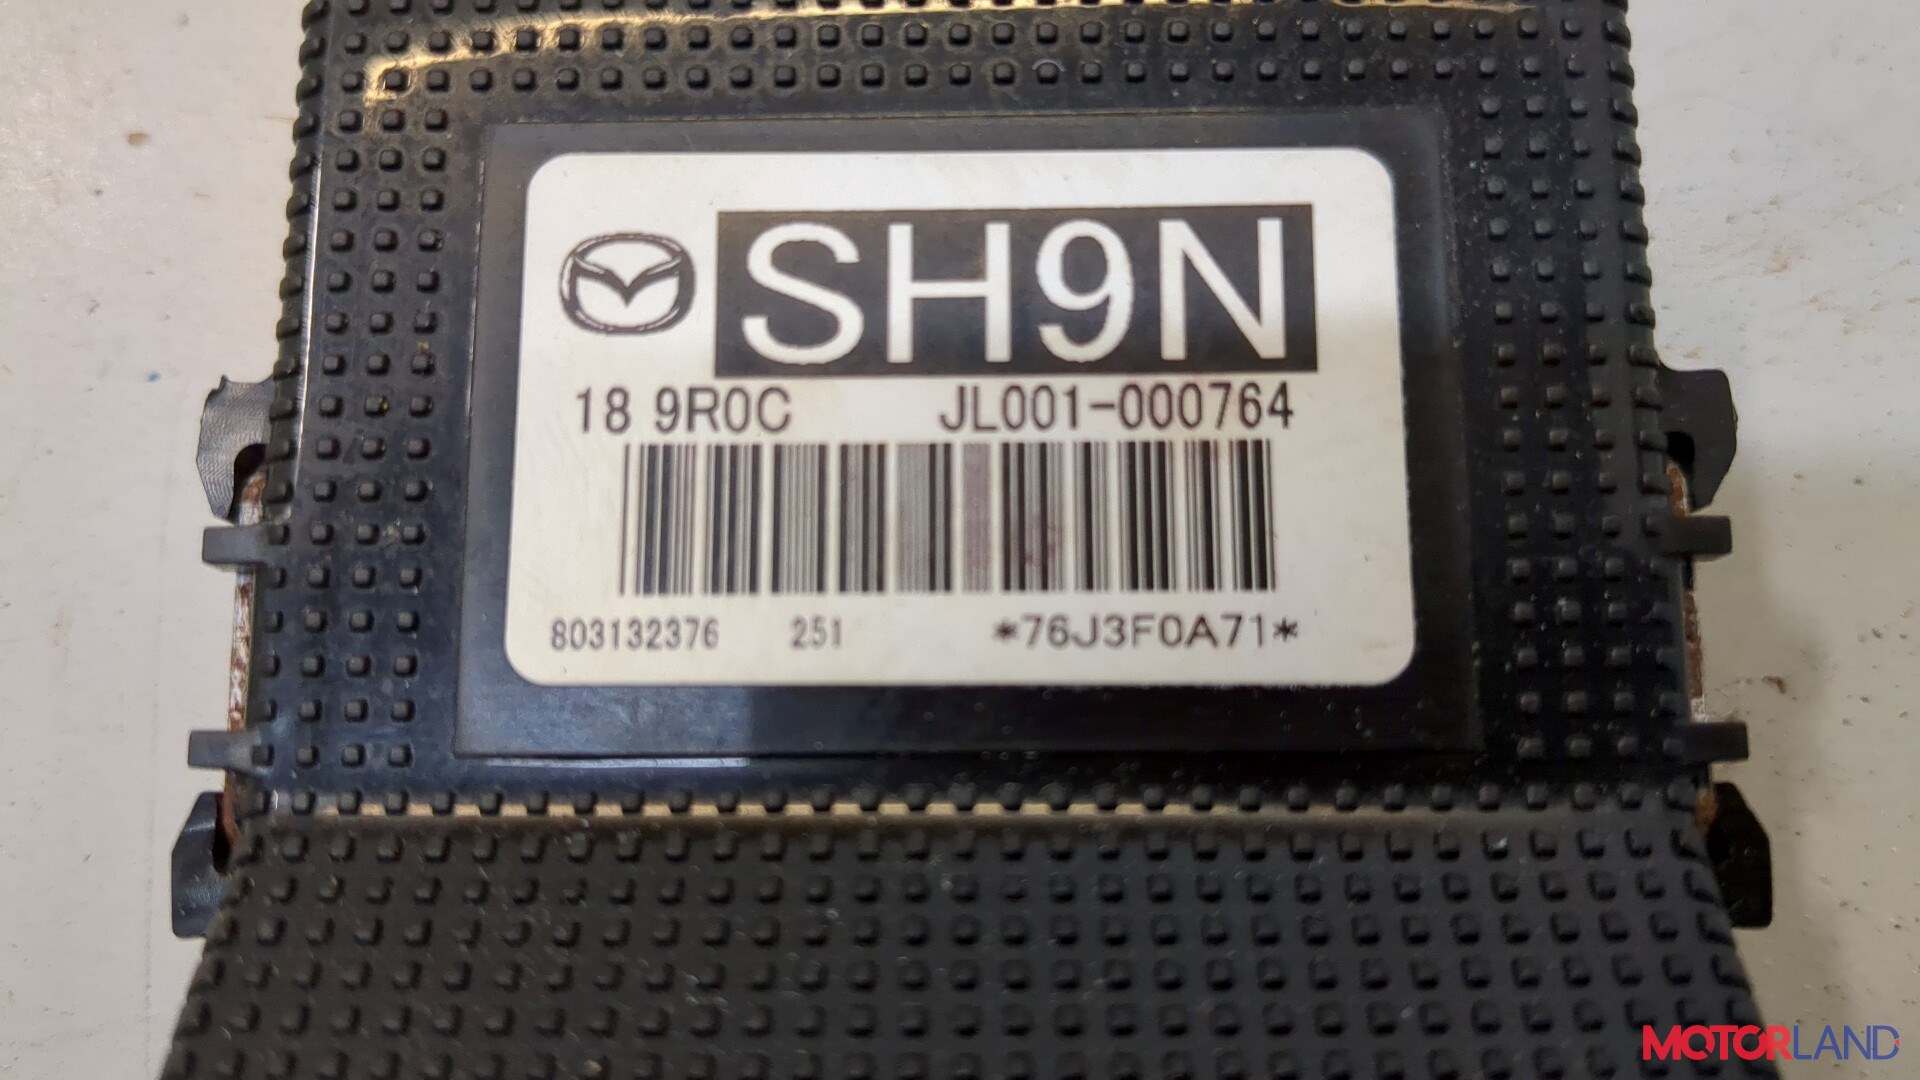 SH9N
18 9R0C JL001-000764
803132376 251 *76J3F0A71*
MOTORLAND